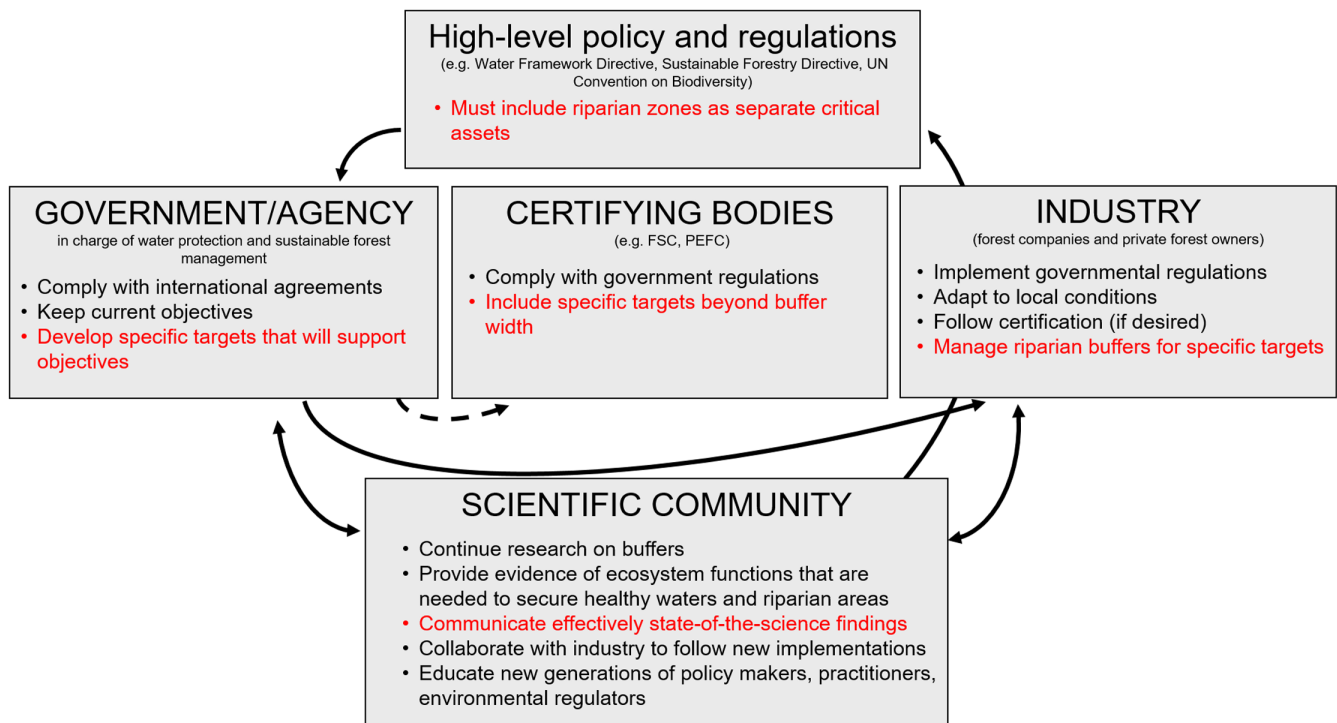 High-level policy and regulations
(e.g. Water Framework Directive, Sustainable Forestry Directive, UN
Convention on Biodiversity)
• Must include riparian zones as separate critical
assets
GOVERNMENT/AGENCY
in charge of water protection and sustainable forest
management
• Comply with international agreements
• Keep current objectives
• Develop specific targets that will support
objectives
CERTIFYING BODIES
(e.g. FSC, PEFC)
• Comply with government regulations
• Include specific targets beyond buffer
width
INDUSTRY
(forest companies and private forest owners)
• Implement governmental regulations
• Adapt to local conditions
• Follow certification (if desired)
• Manage riparian buffers for specific targets
SCIENTIFIC COMMUNITY
• Continue research on buffers
• Provide evidence of ecosystem functions that are
needed to secure healthy waters and riparian areas
• Communicate effectively state-of-the-science findings
• Collaborate with industry to follow new implementations
• Educate new generations of policy makers, practitioners,
environmental regulators